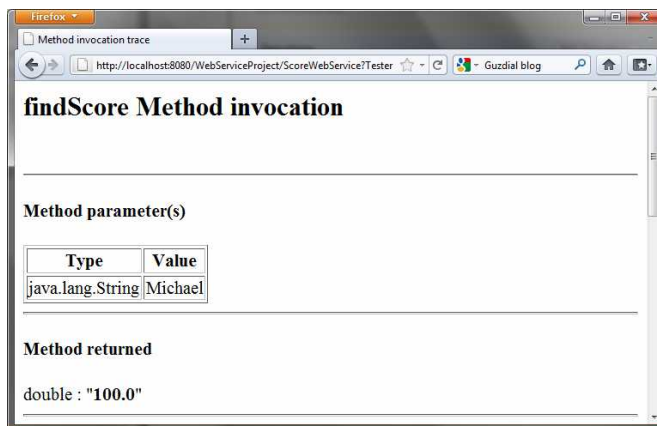 Firefox
Method invocation trace
+
http://localhost:8080/WebServiceProject/ScoreWebService?Tester
Guzdial blog
findScore Method invocation
Method parameter(s)
Type Value
java.lang.String Michael
Method returned
double : "100.0"